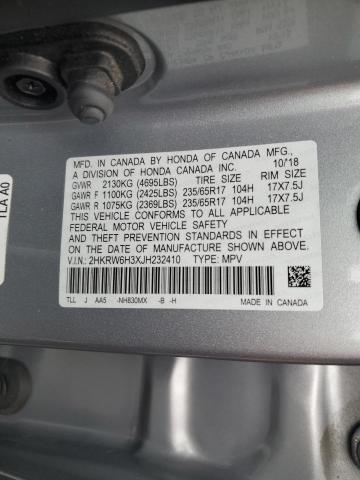 MFD. IN CANADA BY HONDA OF CANADA MFG.,
A DIVISION OF HONDA CANADA INC. 10/'18
GVWR 2130KG (4695LBS) TIRE SIZE RIM SIZE
GAWR F 1100KG (2425LBS) 235/65R17 104H 17X7.5J
GAWR R 1075KG (2369LBS) 235/65R17 104H 17X7.5J
THIS VEHICLE CONFORMS TO ALL APPLICABLE
FEDERAL MOTOR VEHICLE SAFETY
STANDARDS IN EFFECT
ON THE DATE OF MANUFACTURE SHOWN ABOVE.
V.I.N.: 2HKRW6H3XJH232410 TYPE: MPV
TLL J AA5 -NH830MX -B -H
MADE IN CANADA
TLA A0